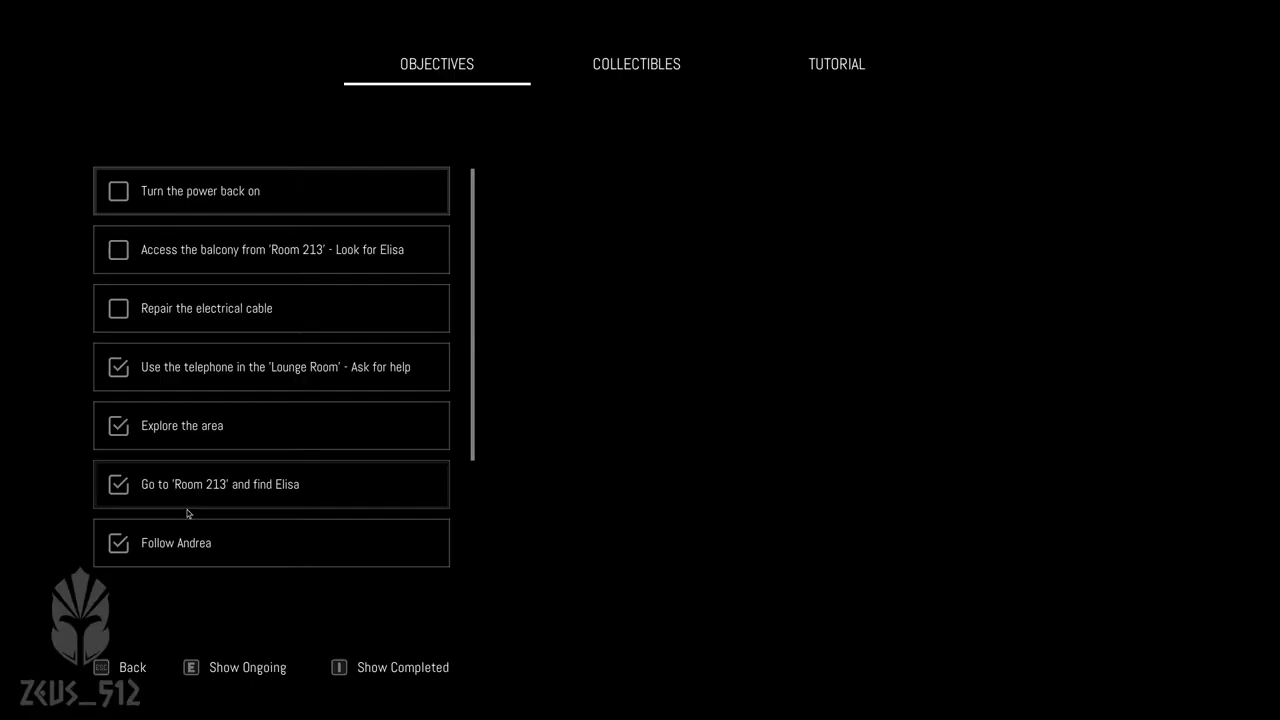 OBJECTIVES
COLLECTIBLES
TUTORIAL
Turn the power back on
Access the balcony from 'Room 213' - Look for Elisa
Repair the electrical cable
Use the telephone in the 'Lounge Room' - Ask for help
Explore the area
Go to 'Room 213' and find Elisa
Follow Andrea
ESC Back
E Show Ongoing
I Show Completed
ZEUS_512